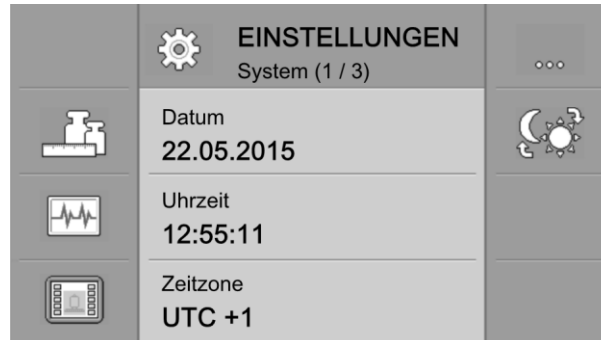 EINSTELLUNGEN
System (1 / 3)
Datum
22.05.2015
Uhrzeit
12:55:11
Zeitzone
UTC +1